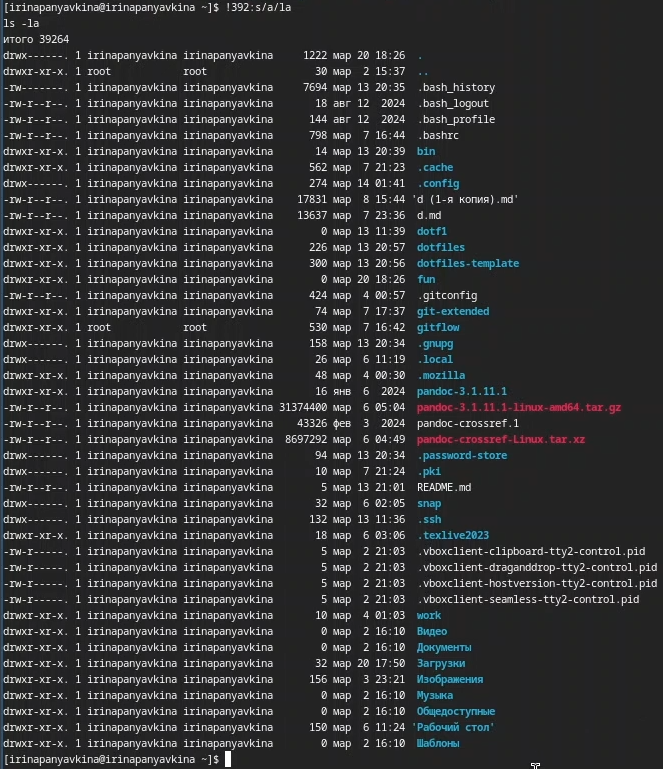 [irinapanyavkina@irinapanyavkina ~]$ !392:s/a/la
ls -la
итого 39264
drwx------. 1 irinapanyavkina irinapanyavkina 1222 мар 20 18:26 .
drwxr-xr-x. 1 root root 30 мар 2 15:37 ..
-rw-------. 1 irinapanyavkina irinapanyavkina 7694 мар 13 20:35 .bash_history
-rw-r--r--. 1 irinapanyavkina irinapanyavkina 18 авг 12 2024 .bash_logout
-rw-r--r--. 1 irinapanyavkina irinapanyavkina 144 авг 12 2024 .bash_profile
-rw-r--r--. 1 irinapanyavkina irinapanyavkina 798 мар 7 16:44 .bashrc
drwxr-xr-x. 1 irinapanyavkina irinapanyavkina 14 мар 13 20:39 bin
drwxr-xr-x. 1 irinapanyavkina irinapanyavkina 562 мар 7 21:23 .cache
drwx------. 1 irinapanyavkina irinapanyavkina 274 мар 14 01:41 .config
-rw-r--r--. 1 irinapanyavkina irinapanyavkina 17831 мар 8 15:44 'd (1-я копия).md'
-rw-r--r--. 1 irinapanyavkina irinapanyavkina 13637 мар 7 23:36 d.md
drwxr-xr-x. 1 irinapanyavkina irinapanyavkina 0 мар 13 11:39 dotf1
drwxr-xr-x. 1 irinapanyavkina irinapanyavkina 226 мар 13 20:57 dotfiles
drwxr-xr-x. 1 irinapanyavkina irinapanyavkina 300 мар 13 20:56 dotfiles-template
drwxr-xr-x. 1 irinapanyavkina irinapanyavkina 0 мар 20 18:26 fun
-rw-r--r--. 1 irinapanyavkina irinapanyavkina 424 мар 4 00:57 .gitconfig
drwxr-xr-x. 1 irinapanyavkina irinapanyavkina 74 мар 7 17:37 git-extended
drwxr-xr-x. 1 root root 530 мар 7 16:42 gitflow
drwx------. 1 irinapanyavkina irinapanyavkina 158 мар 13 20:34 .gnupg
drwx------. 1 irinapanyavkina irinapanyavkina 26 мар 6 11:19 .local
drwxr-xr-x. 1 irinapanyavkina irinapanyavkina 48 мар 4 00:30 .mozilla
drwxr-xr-x. 1 irinapanyavkina irinapanyavkina 16 янв 6 2024 pandoc-3.1.11.1
-rw-r--r--. 1 irinapanyavkina irinapanyavkina 31374400 мар 6 05:04 pandoc-3.1.11.1-linux-amd64.tar.gz
-rw-r--r--. 1 irinapanyavkina irinapanyavkina 43326 фев 3 2024 pandoc-crossref.1
-rw-r--r--. 1 irinapanyavkina irinapanyavkina 8697292 мар 6 04:49 pandoc-crossref-Linux.tar.xz
drwx------. 1 irinapanyavkina irinapanyavkina 94 мар 13 20:34 .password-store
drwx------. 1 irinapanyavkina irinapanyavkina 10 мар 7 21:24 .pki
-rw-r--r--. 1 irinapanyavkina irinapanyavkina 5 мар 13 21:01 README.md
drwx------. 1 irinapanyavkina irinapanyavkina 32 мар 6 02:05 snap
drwx------. 1 irinapanyavkina irinapanyavkina 132 мар 13 11:36 .ssh
drwxr-xr-x. 1 irinapanyavkina irinapanyavkina 18 мар 6 03:06 .texlive2023
-rw-r-----. 1 irinapanyavkina irinapanyavkina 5 мар 2 21:03 .vboxclient-clipboard-tty2-control.pid
-rw-r-----. 1 irinapanyavkina irinapanyavkina 5 мар 2 21:03 .vboxclient-draganddrop-tty2-control.pid
-rw-r-----. 1 irinapanyavkina irinapanyavkina 5 мар 2 21:03 .vboxclient-hostversion-tty2-control.pid
-rw-r-----. 1 irinapanyavkina irinapanyavkina 5 мар 2 21:03 .vboxclient-seamless-tty2-control.pid
drwxr-xr-x. 1 irinapanyavkina irinapanyavkina 10 мар 4 01:03 work
drwxr-xr-x. 1 irinapanyavkina irinapanyavkina 0 мар 2 16:10 Видео
drwxr-xr-x. 1 irinapanyavkina irinapanyavkina 0 мар 2 16:10 Документы
drwxr-xr-x. 1 irinapanyavkina irinapanyavkina 32 мар 20 17:50 Загрузки
drwxr-xr-x. 1 irinapanyavkina irinapanyavkina 156 мар 3 23:21 Изображения
drwxr-xr-x. 1 irinapanyavkina irinapanyavkina 0 мар 2 16:10 Музыка
drwxr-xr-x. 1 irinapanyavkina irinapanyavkina 0 мар 2 16:10 Общедоступные
drwxr-xr-x. 1 irinapanyavkina irinapanyavkina 150 мар 6 11:24 'Рабочий стол'
drwxr-xr-x. 1 irinapanyavkina irinapanyavkina 0 мар 2 16:10 Шаблоны
[irinapanyavkina@irinapanyavkina ~]$